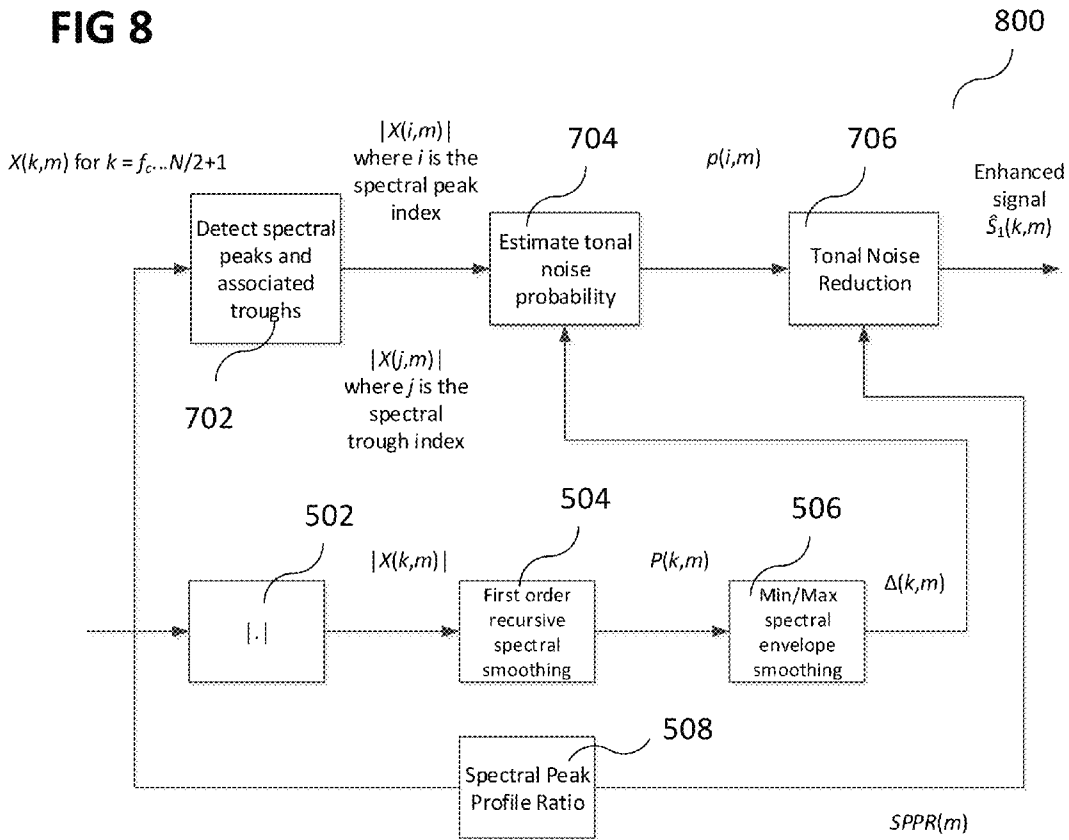 FIG 8
800
X(k,m) for k = f_c...N/2+1
|X(i,m)|
where i is the
spectral peak
index
704
p(i,m)
706
Enhanced
signal
Ŝ₁(k,m)
Detect spectral
peaks and
associated
troughs
Estimate tonal
noise
probability
Tonal Noise
Reduction
702
|X(j,m)|
where j is the
spectral
trough index
502
|X(k,m)|
504
P(k,m)
506
Δ(k,m)
|.|
First order
recursive
spectral
smoothing
Min/Max
spectral
envelope
smoothing
508
Spectral Peak
Profile Ratio
SPPR(m)